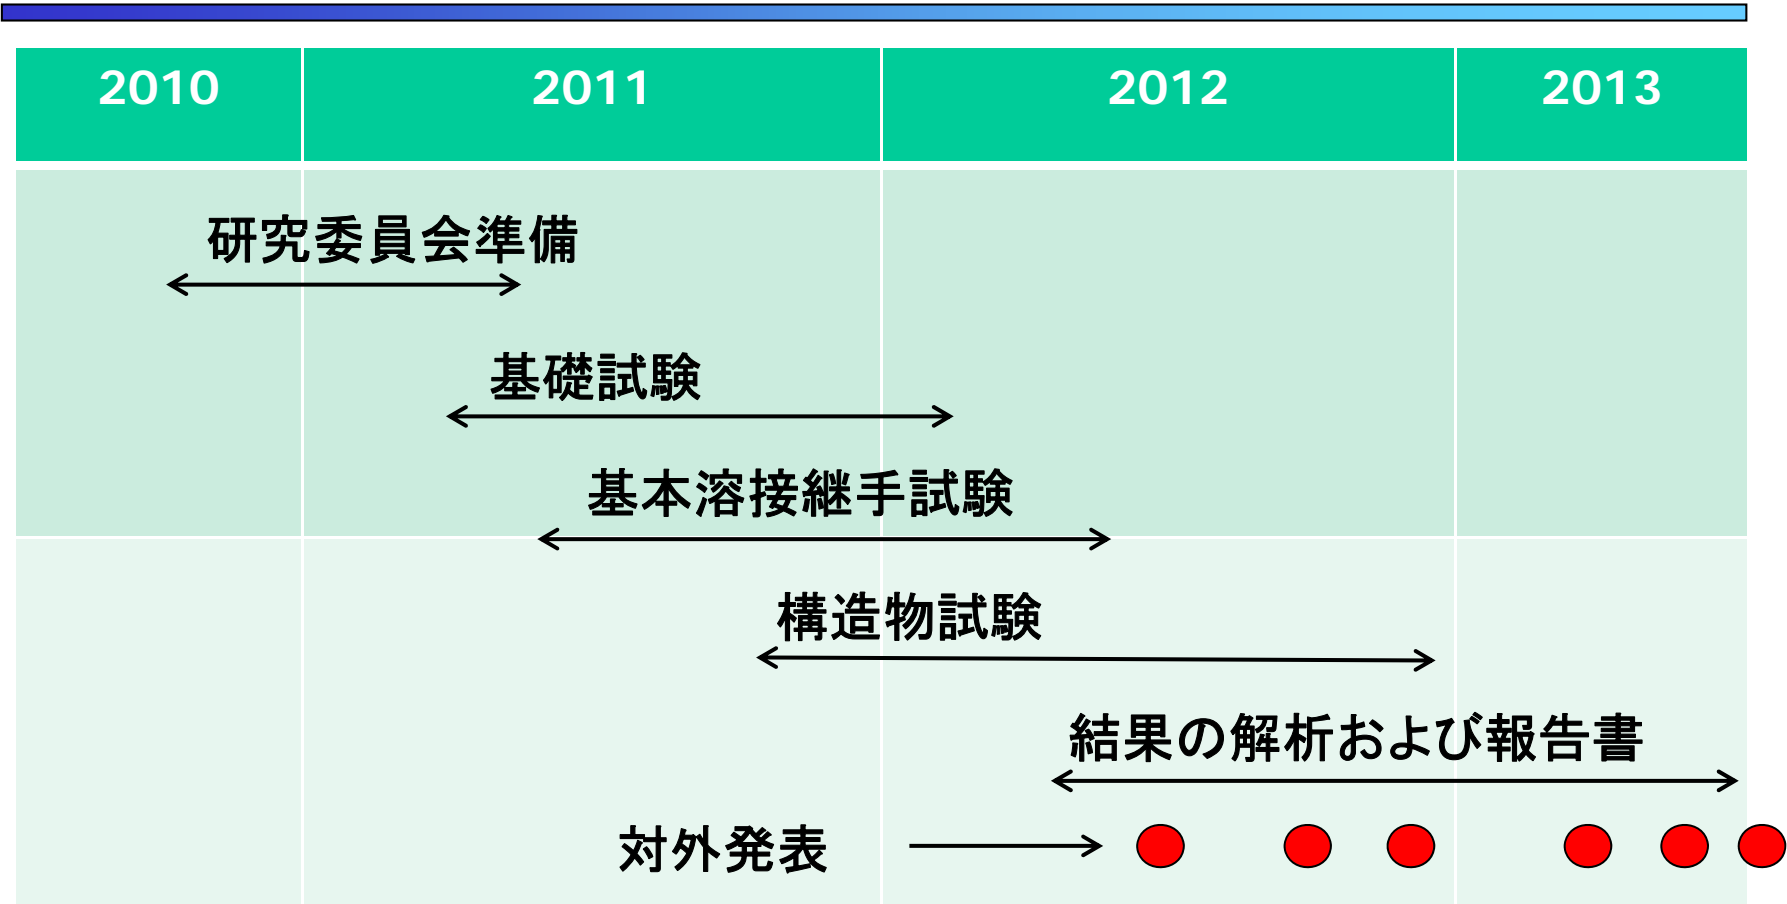 2010 2011 2012 2013
研究委員会準備
基礎試験
基本溶接継手試験
構造物試験
結果の解析および報告書
対外発表